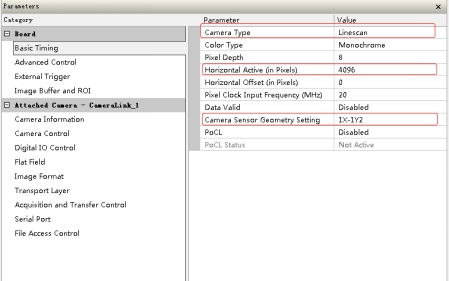 Parameters
Category
Parameter Value
Board
Basic Timing
Advanced Control
External Trigger
Image Buffer and ROI
Attached Camera - CameraLink_1
Camera Information
Camera Control
Digital IO Control
Flat Field
Image Format
Transport Layer
Acquisition and Transfer Control
Serial Port
File Access Control
Camera Type Linescan
Color Type Monochrome
Pixel Depth 8
Horizontal Active (in Pixels) 4096
Horizontal Offset (in Pixels) 0
Pixel Clock Input Frequency (MHz) 20
Data Valid Disabled
Camera Sensor Geometry Setting 1X-1Y2
PoCL Disabled
PoCL Status Not Active